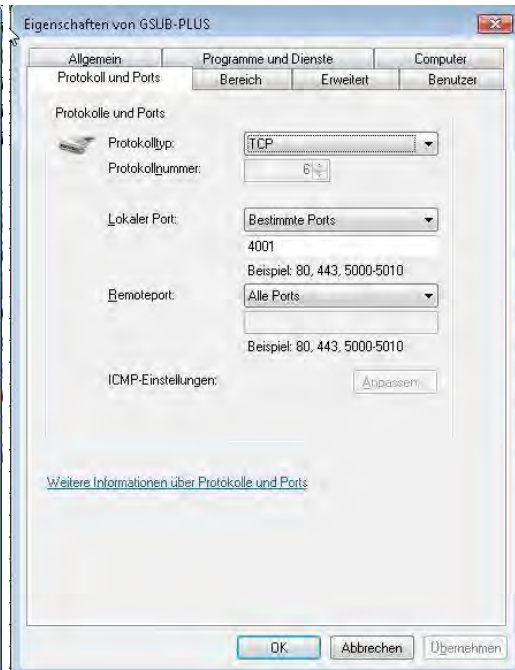 Eigenschaften von GSUB-PLUS
Allgemein Programme und Dienste Computer
Protokoll und Ports Bereich Erweitert Benutzer
Protokolle und Ports
Protokolltyp: TCP
Protokollnummer: 6
Lokaler Port: Bestimmte Ports
4001
Beispiel: 80, 443, 5000-5010
Remoteport: Alle Ports
Beispiel: 80, 443, 5000-5010
ICMP-Einstellungen: Anpassen...
Weitere Informationen über Protokolle und Ports
OK Abbrechen Übernehmen